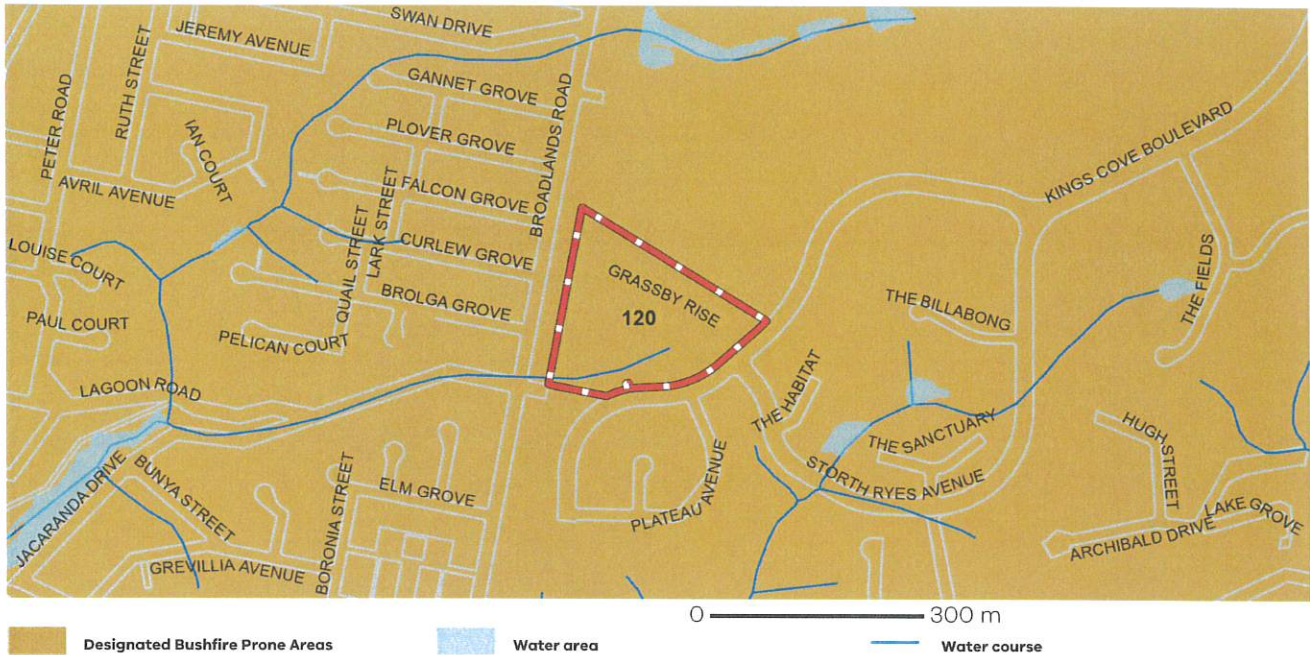 SWAN DRIVE
JEREMY AVENUE
RUTH STREET
PETER ROAD
GANNET GROVE
BROADLANDS ROAD
PLOVER GROVE
IAN COURT
KINGS COVE BOULEVARD
AVRIL AVENUE
FALCON GROVE
LARK STREET
QUAIL STREET
CURLEW GROVE
LOUISE COURT
GRASSBY RISE
THE FIELDS
BROLGA GROVE
THE BILLABONG
120
PAUL COURT
PELICAN COURT
LAGOON ROAD
THE HABITAT
THE SANCTUARY
HUGH STREET
JACARANDA DRIVE
BUNYA STREET
BORONIA STREET
ELM GROVE
PLATEAU AVENUE
STORTH RYES AVENUE
LAKE GROVE
ARCHIBALD DRIVE
GREVILLIA AVENUE
0 300 m
Designated Bushfire Prone Areas
Water area
Water course